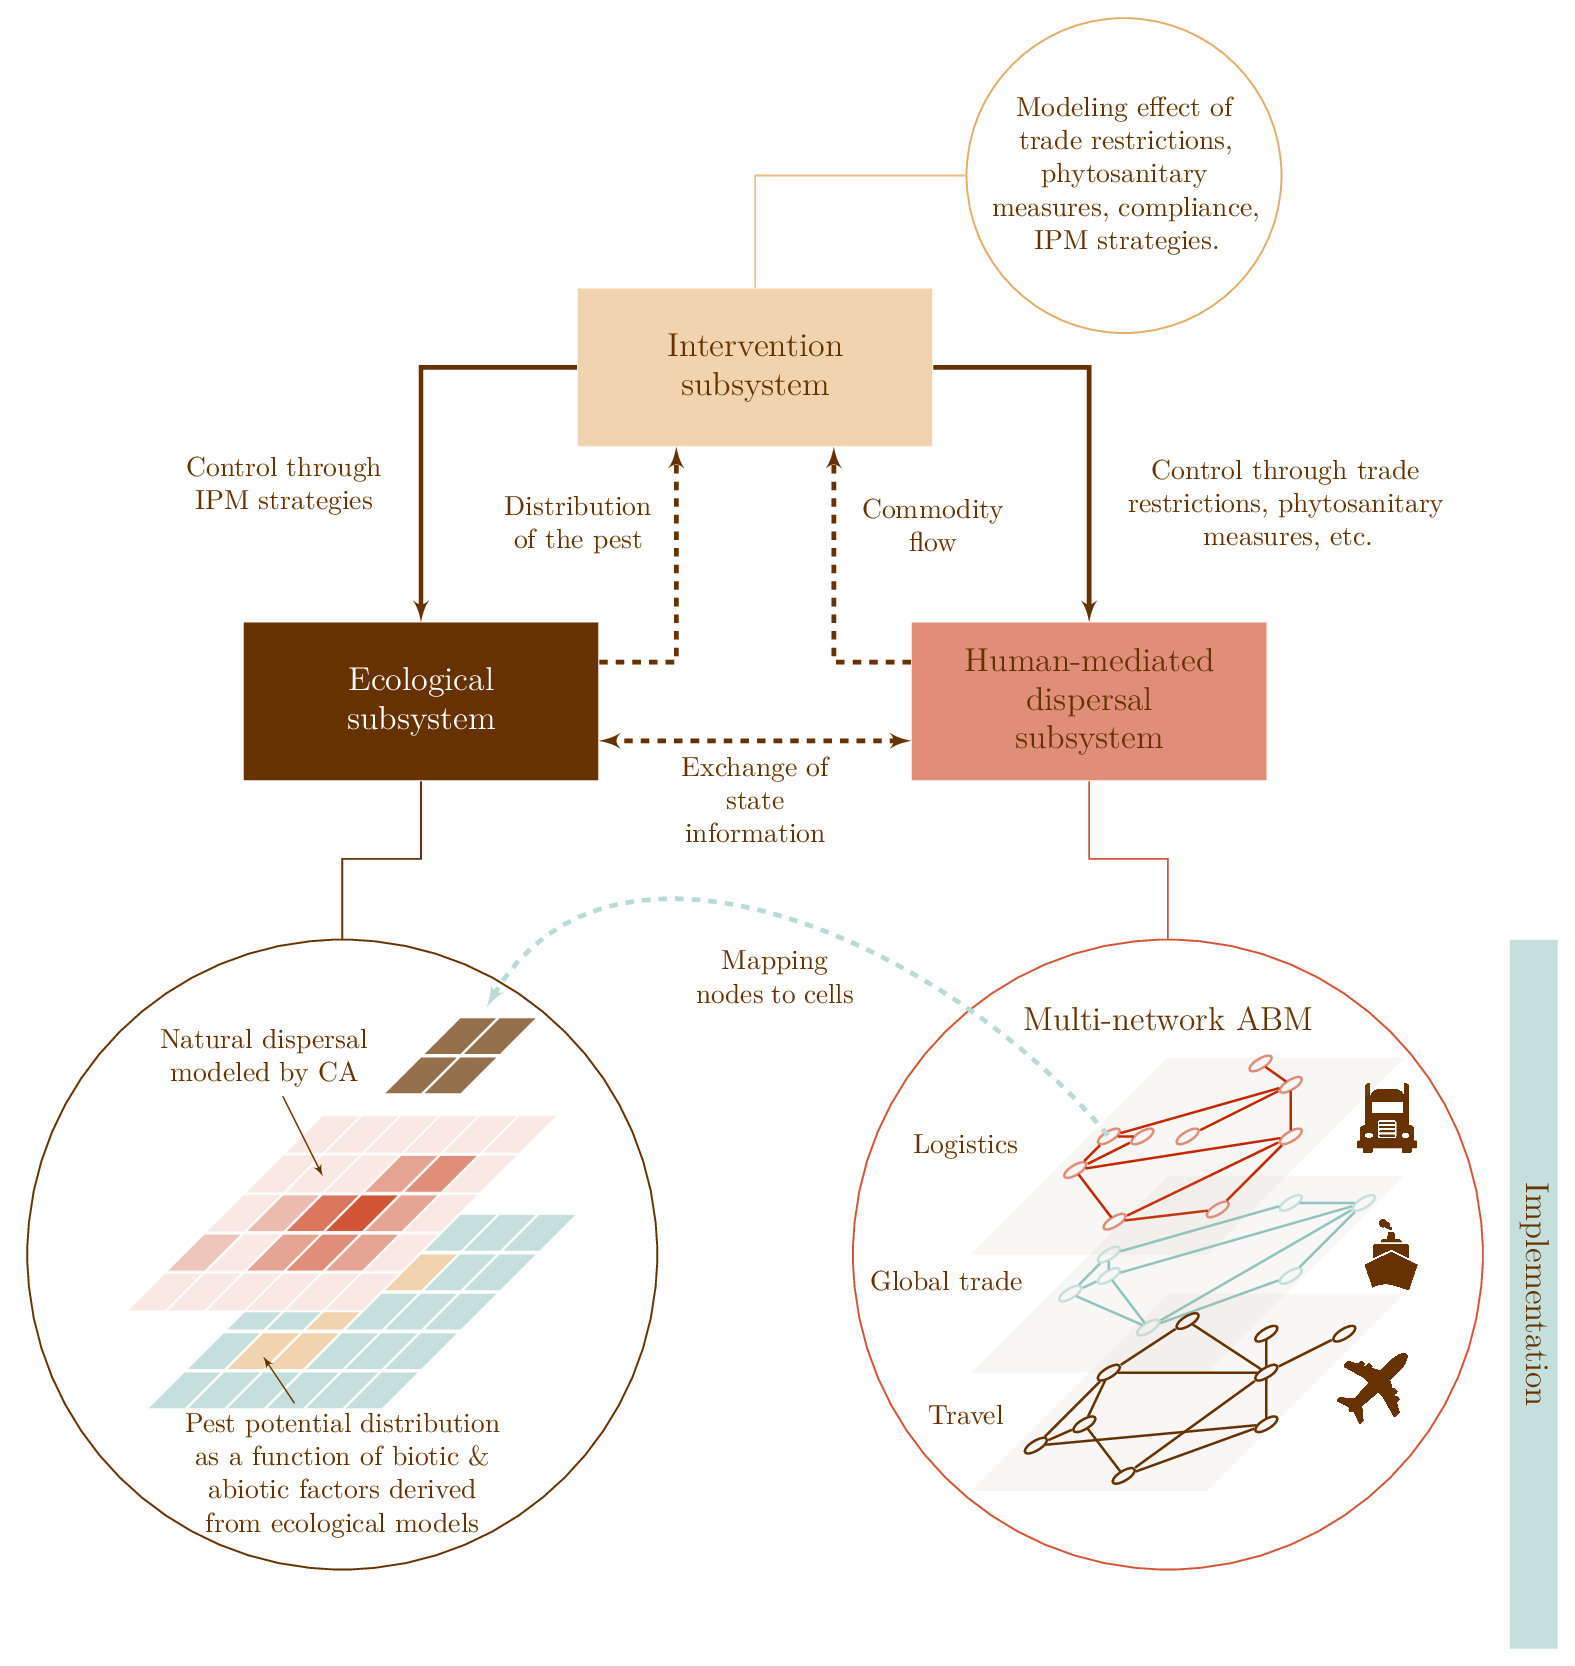 Modeling effect of
trade restrictions,
phytosanitary
measures, compliance,
IPM strategies.
Intervention
subsystem
Control through
IPM strategies
Distribution
of the pest
Commodity
flow
Control through trade
restrictions, phytosanitary
measures, etc.
Ecological
subsystem
Human-mediated
dispersal
subsystem
Exchange of
state
information
Mapping
nodes to cells
Natural dispersal
modeled by CA
Pest potential distribution
as a function of biotic &
abiotic factors derived
from ecological models
Multi-network ABM
Logistics
Global trade
Travel
Implementation